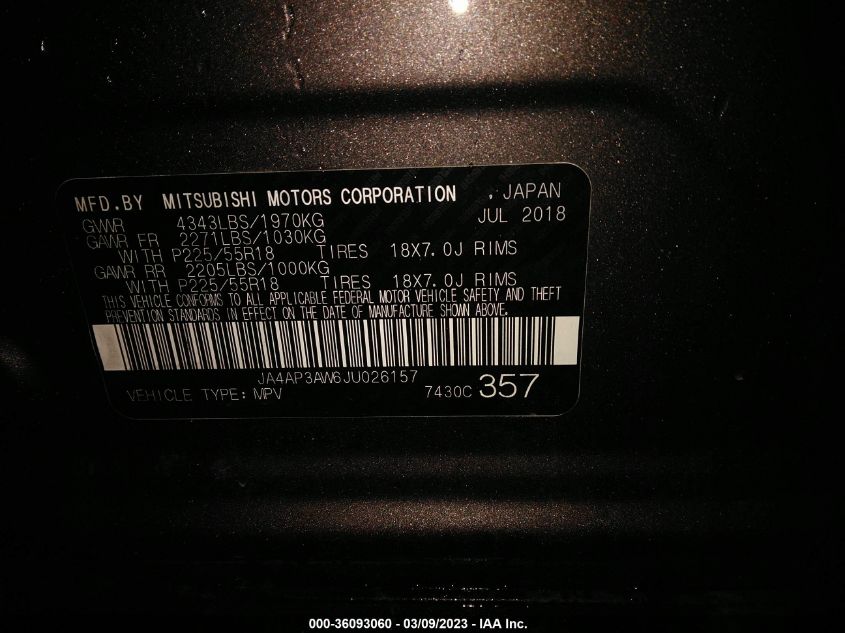 MFD.BY MITSUBISHI MOTORS CORPORATION , JAPAN
GVWR 4343LBS/1970KG JUL 2018
GAWR FR 2271LBS/1030KG
WITH P225/55R18 TIRES 18X7.0J RIMS
GAWR RR 2205LBS/1000KG
WITH P225/55R18 TIRES 18X7.0J RIMS
THIS VEHICLE CONFORMS TO ALL APPLICABLE FEDERAL MOTOR VEHICLE SAFETY AND THEFT
PREVENTION STANDARDS IN EFFECT ON THE DATE OF MANUFACTURE SHOWN ABOVE.
JA4AP3AW6JU026157
VEHICLE TYPE: MPV 7430C 357
000-36093060 - 03/09/2023 - IAA Inc.